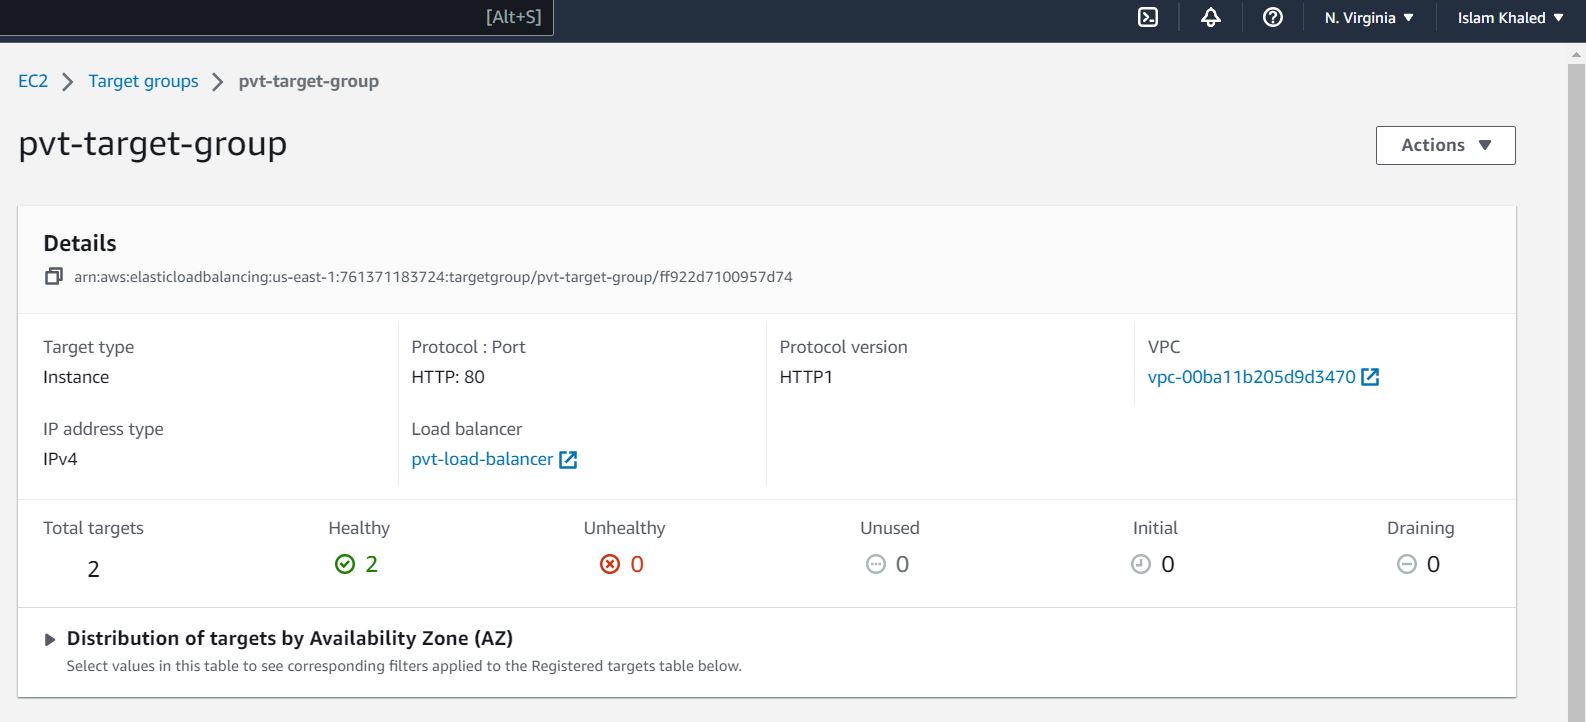 [Alt+S]
N. Virginia
Islam Khaled
EC2
Target groups
pvt-target-group
pvt-target-group
Actions
Details
arn:aws:elasticloadbalancing:us-east-1:761371183724:targetgroup/pvt-target-group/ff922d7100957d74
Target type
Instance
Protocol : Port
HTTP: 80
Protocol version
HTTP1
VPC
vpc-00ba11b205d9d3470
IP address type
IPv4
Load balancer
pvt-load-balancer
Total targets
2
Healthy
2
Unhealthy
0
Unused
0
Initial
0
Draining
0
Distribution of targets by Availability Zone (AZ)
Select values in this table to see corresponding filters applied to the Registered targets table below.